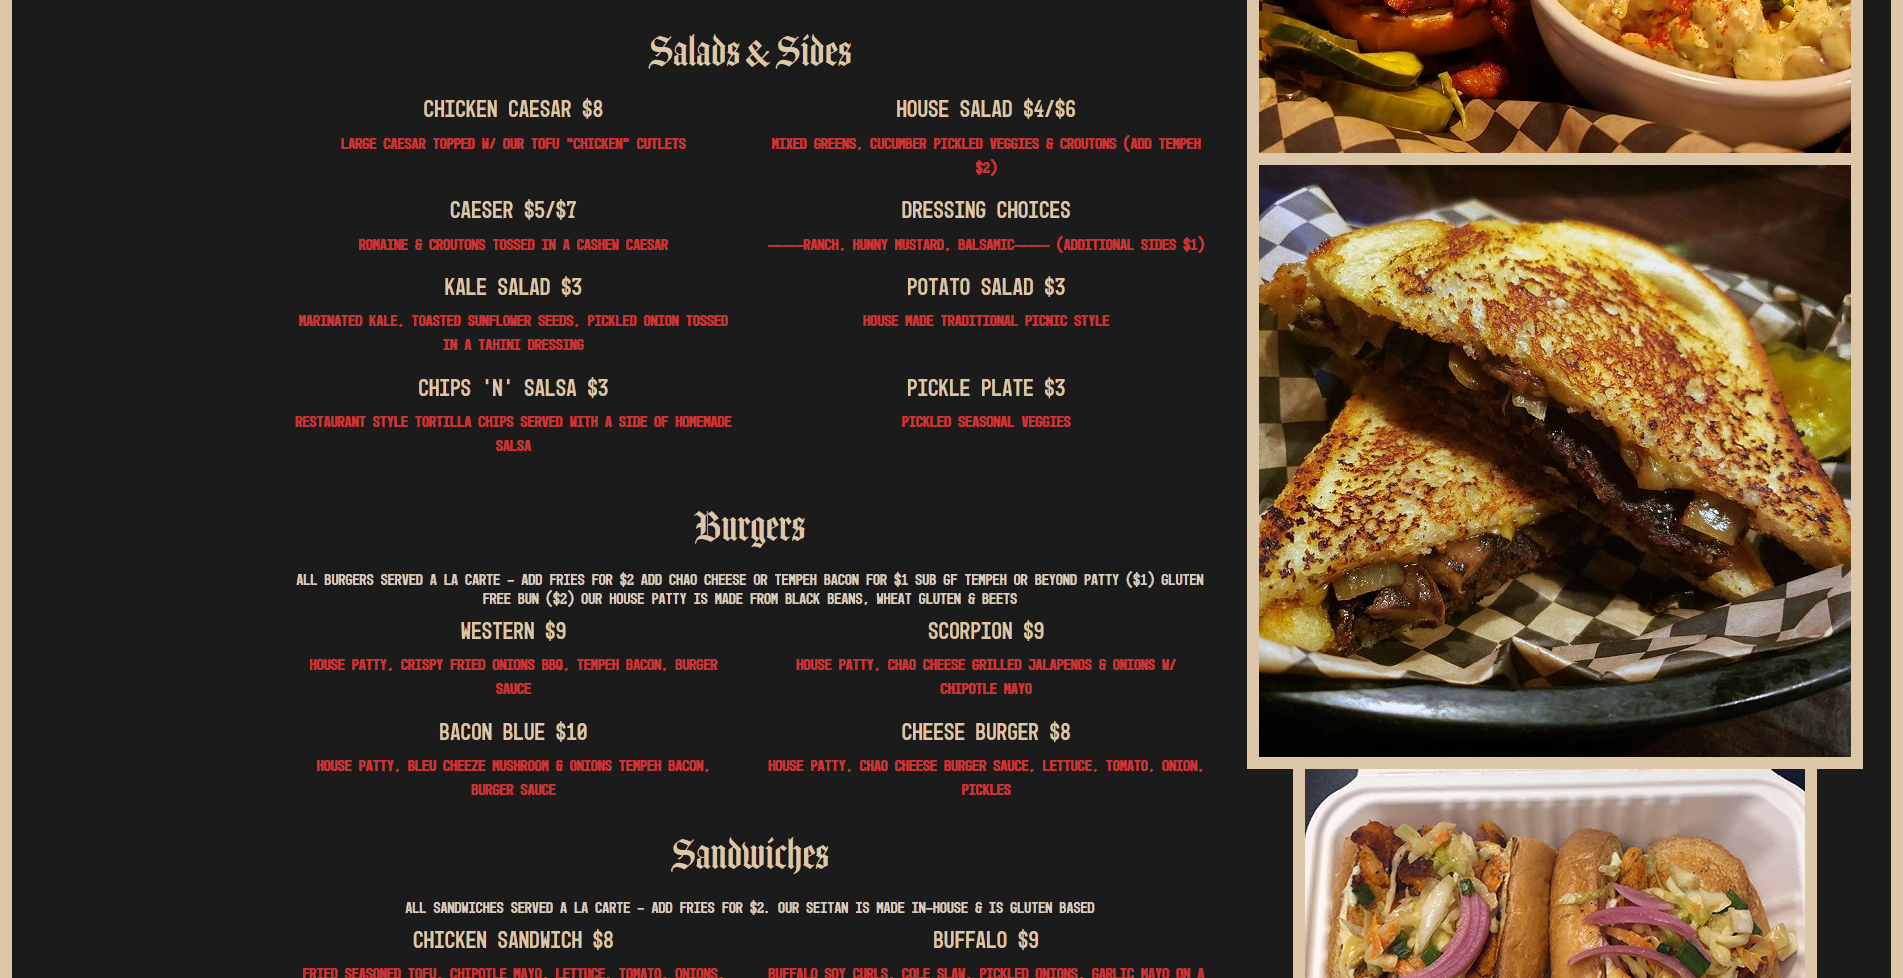 Salads & Sides
CHICKEN CAESAR $8
LARGE CAESAR TOPPED W/ OUR TOFU "CHICKEN" CUTLETS
HOUSE SALAD $4/$6
MIXED GREENS, CUCUMBER PICKLED VEGGIES & CROUTONS (ADD TEMPEH
$2)
CAESER $5/$7
ROMAINE & CROUTONS TOSSED IN A CASHEW CAESAR
DRESSING CHOICES
-----RANCH, HUNNY MUSTARD, BALSAMIC----- (ADDITIONAL SIDES $1)
KALE SALAD $3
MARINATED KALE, TOASTED SUNFLOWER SEEDS, PICKLED ONION TOSSED
IN A TAHINI DRESSING
POTATO SALAD $3
HOUSE MADE TRADITIONAL PICNIC STYLE
CHIPS 'N' SALSA $3
RESTAURANT STYLE TORTILLA CHIPS SERVED WITH A SIDE OF HOMEMADE
SALSA
PICKLE PLATE $3
PICKLED SEASONAL VEGGIES
Burgers
ALL BURGERS SERVED A LA CARTE – ADD FRIES FOR $2 ADD CHAO CHEESE OR TEMPEH BACON FOR $1 SUB GF TEMPEH OR BEYOND PATTY ($1) GLUTEN
FREE BUN ($2) OUR HOUSE PATTY IS MADE FROM BLACK BEANS, WHEAT GLUTEN & BEETS
WESTERN $9
HOUSE PATTY, CRISPY FRIED ONIONS BBQ, TEMPEH BACON, BURGER
SAUCE
SCORPION $9
HOUSE PATTY, CHAO CHEESE GRILLED JALAPENOS & ONIONS W/
CHIPOTLE MAYO
BACON BLUE $10
HOUSE PATTY, BLEU CHEEZE MUSHROOM & ONIONS TEMPEH BACON,
BURGER SAUCE
CHEESE BURGER $8
HOUSE PATTY, CHAO CHEESE BURGER SAUCE, LETTUCE, TOMATO, ONION,
PICKLES
Sandwiches
ALL SANDWICHES SERVED A LA CARTE – ADD FRIES FOR $2. OUR SEITAN IS MADE IN-HOUSE & IS GLUTEN BASED
CHICKEN SANDWICH $8
FRIED SEASONED TOFU, CHIPOTLE MAYO, LETTUCE, TOMATO, ONIONS,
BUFFALO $9
BUFFALO SOY CURLS, COLE SLAW, PICKLED ONIONS, GARLIC MAYO ON A